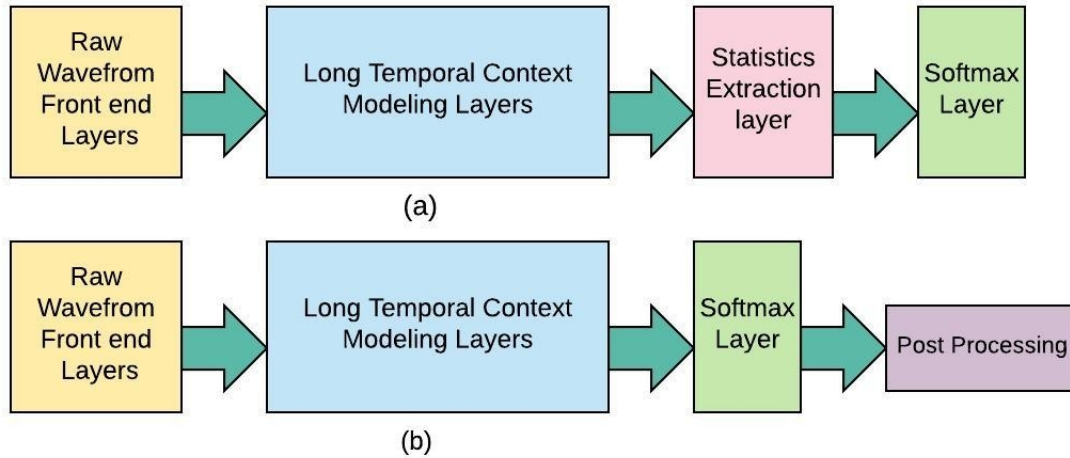 Raw
Wavefrom
Front end
Layers
Long Temporal Context
Modeling Layers
Statistics
Extraction
layer
Softmax
Layer
(a)
Raw
Wavefrom
Front end
Layers
Long Temporal Context
Modeling Layers
Softmax
Layer
Post Processing
(b)